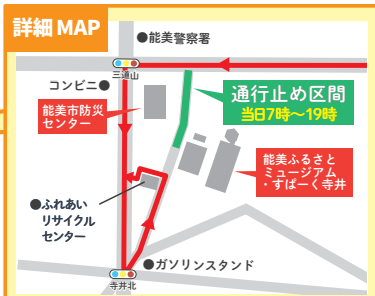 詳細 MAP
●能美警察署
三道山
コンビニ●
能美市防災
センター
通行止め区間
当日7時〜19時
能美ふるさと
ミュージアム
・すぱーく寺井
●ふれあい
リサイクル
センター
●ガソリンスタンド
寺井北